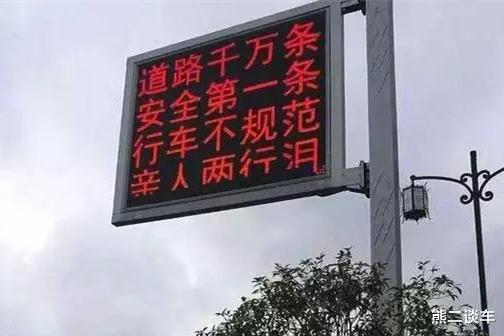 道路千万条
安全第一条
行车不规范
亲人两行泪
熊二谈车